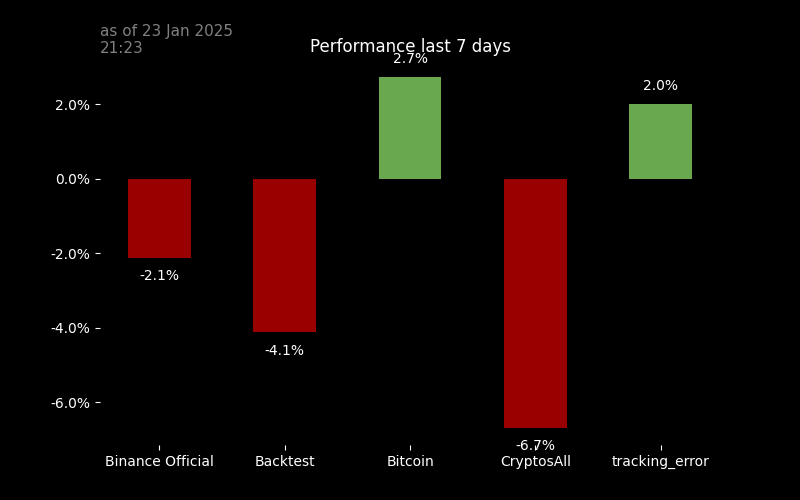 as of 23 Jan 2025
21:23
Performance last 7 days
2.7%
2.0%
2.0%
0.0%
-2.0%
-2.1%
-4.0%
-4.1%
-6.0%
-6.7%
Binance Official
Backtest
Bitcoin
CryptosAll
tracking_error